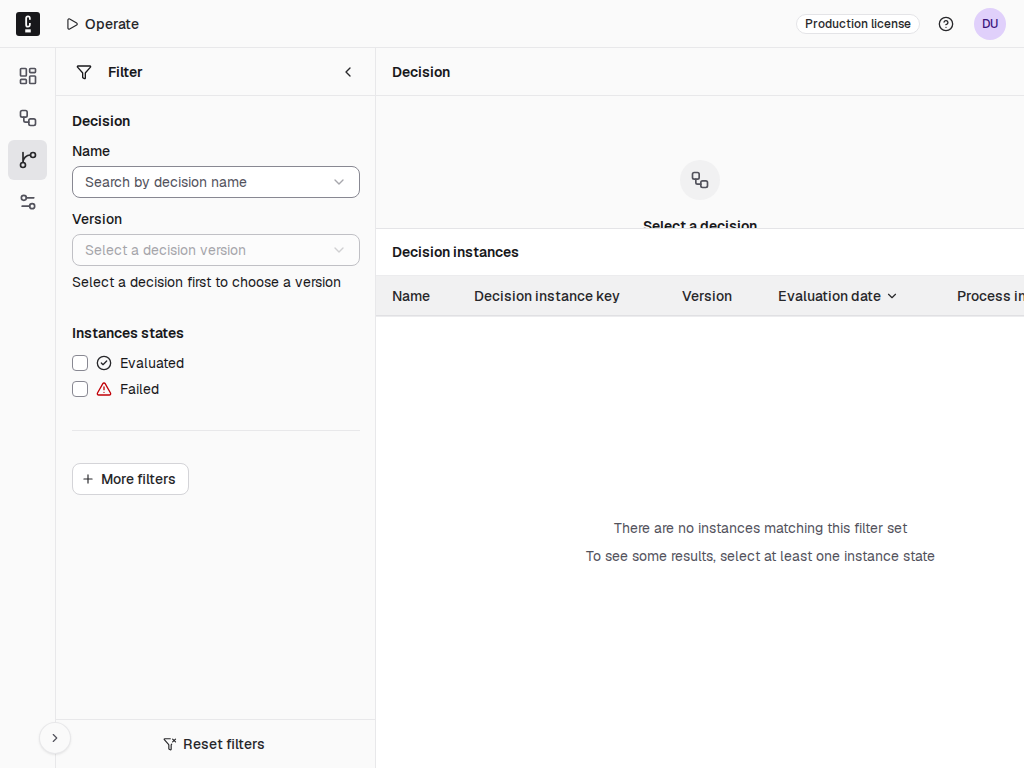 Operate
Production license
DU
Filter
Decision
Decision
Name
Search by decision name
Version
Select a decision version
Select a decision first to choose a version
Instances states
Evaluated
Failed
More filters
Reset filters
Select a decision
Decision instances
Name Decision instance key Version Evaluation date Process in
There are no instances matching this filter set
To see some results, select at least one instance state